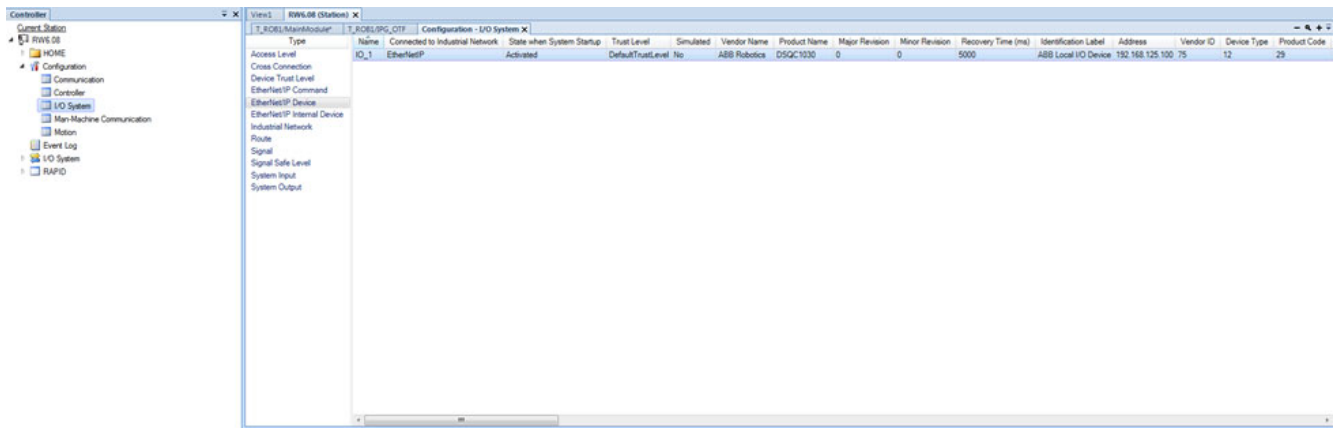 Controller
View1 RW6.08 (Station)
Current Station
RW6.08
HOME
Configuration
Communication
Controller
I/O System
Man-Machine Communication
Motion
Event Log
I/O System
RAPID
T_ROB1/MainModule* T_ROB1/IPG_OTF Configuration - I/O System
Type
Access Level
Cross Connection
Device Trust Level
EtherNet/IP Command
EtherNet/IP Device
EtherNet/IP Internal Device
Industrial Network
Route
Signal
Signal Safe Level
System Input
System Output
Name Connected to Industrial Network State when System Startup Trust Level Simulated Vendor Name Product Name Major Revision Minor Revision Recovery Time (ms) Identification Label Address Vendor ID Device Type Product Code
IO_1 EtherNetIP Activated DefaultTrustLevel No ABB Robotics DSQC1030 0 0 5000 ABB Local I/O Device 192.168.125.100 75 12 29